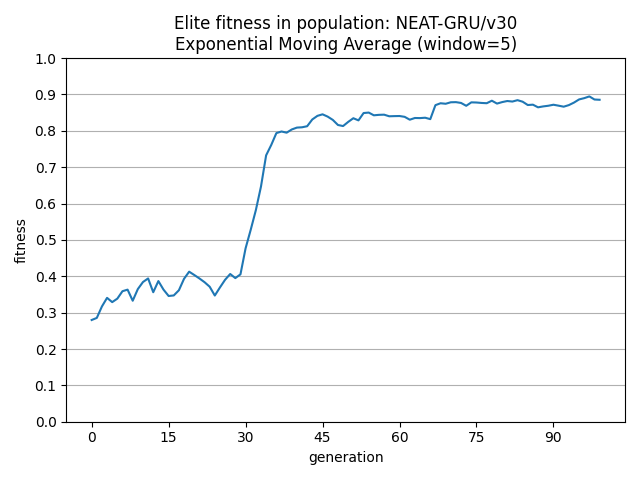 Elite fitness in population: NEAT-GRU/v30
Exponential Moving Average (window=5)
1.0
0.9
0.8
0.7
0.6
0.5
0.4
0.3
0.2
0.1
0.0
fitness
0 15 30 45 60 75 90
generation